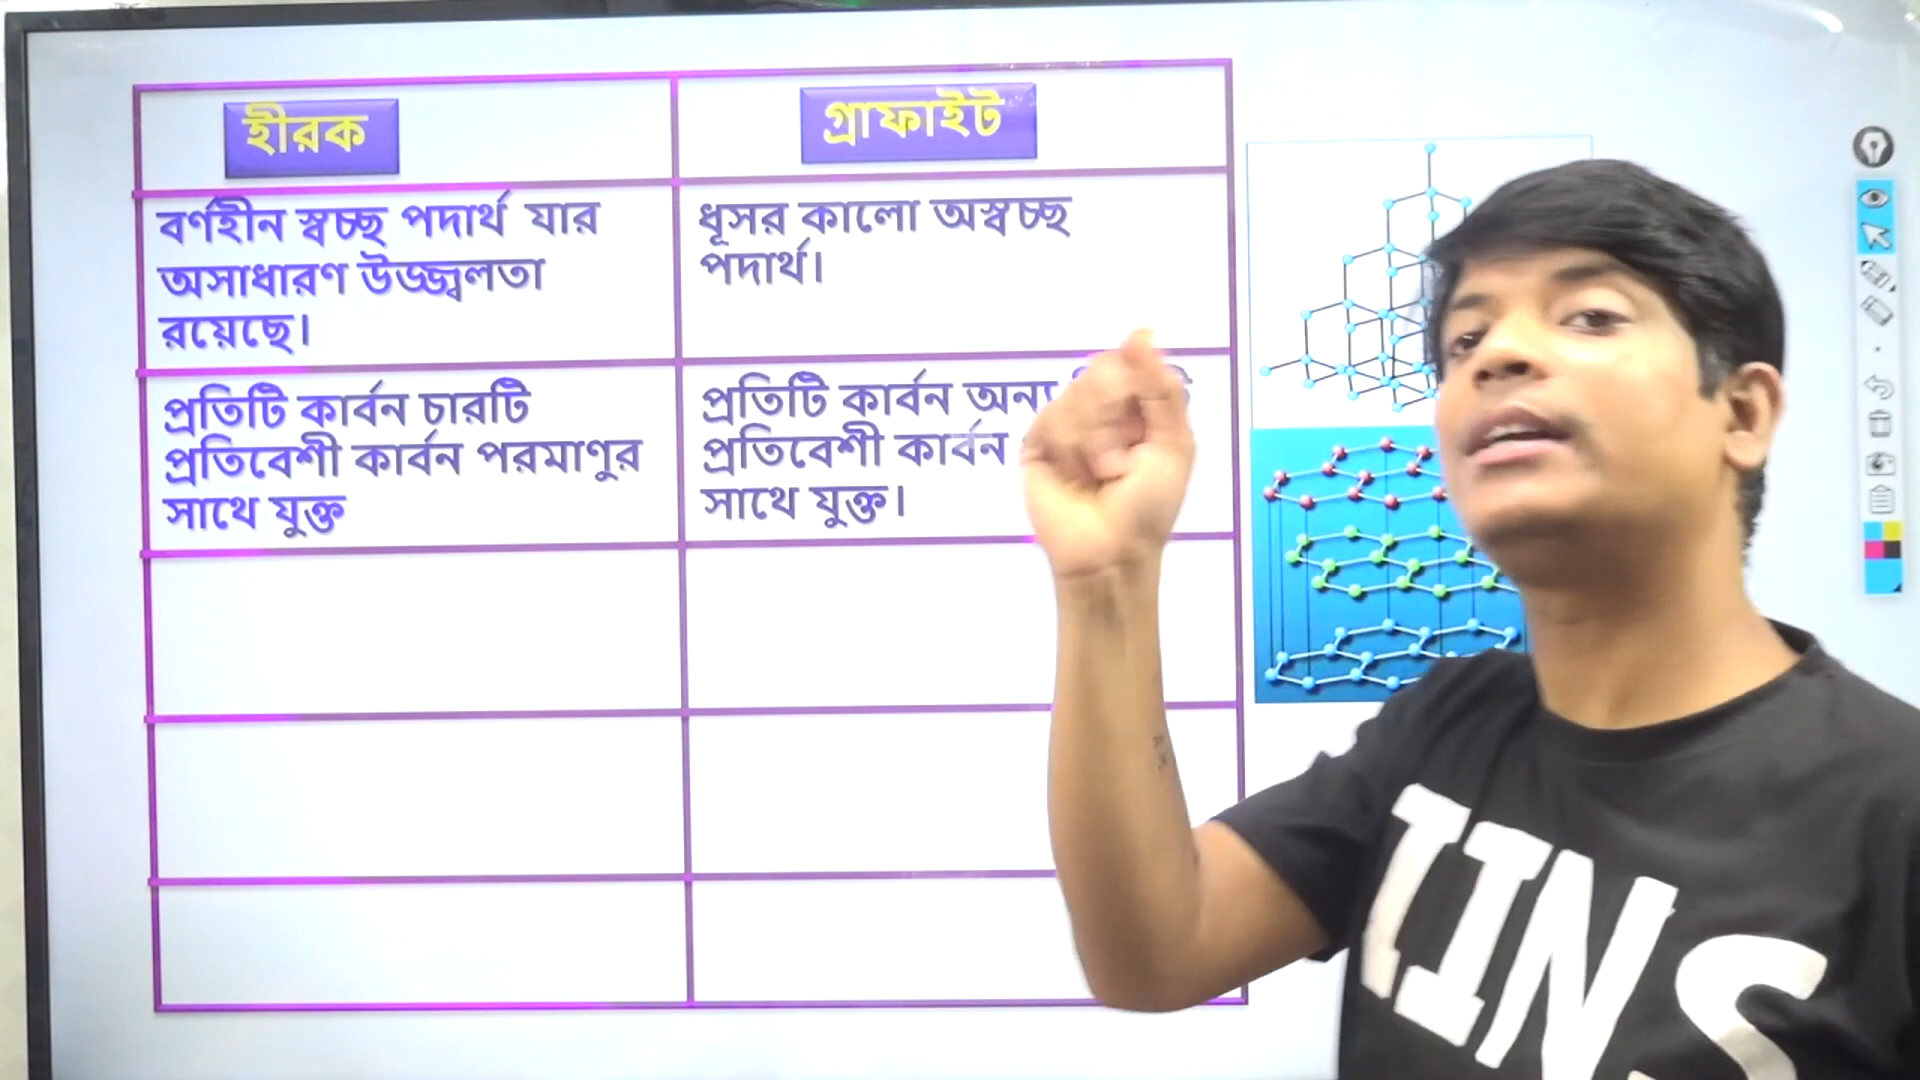 হীরক
গ্রাফাইট
বর্ণহীন স্বচ্ছ পদার্থ যার
অসাধারণ উজ্জ্বলতা
রয়েছে।
ধূসর কালো অস্বচ্ছ
পদার্থ।
প্রতিটি কার্বন চারটি
প্রতিবেশী কার্বন পরমাণুর
সাথে যুক্ত
প্রতিটি কার্বন অন্য
প্রতিবেশী কার্বন
সাথে যুক্ত।